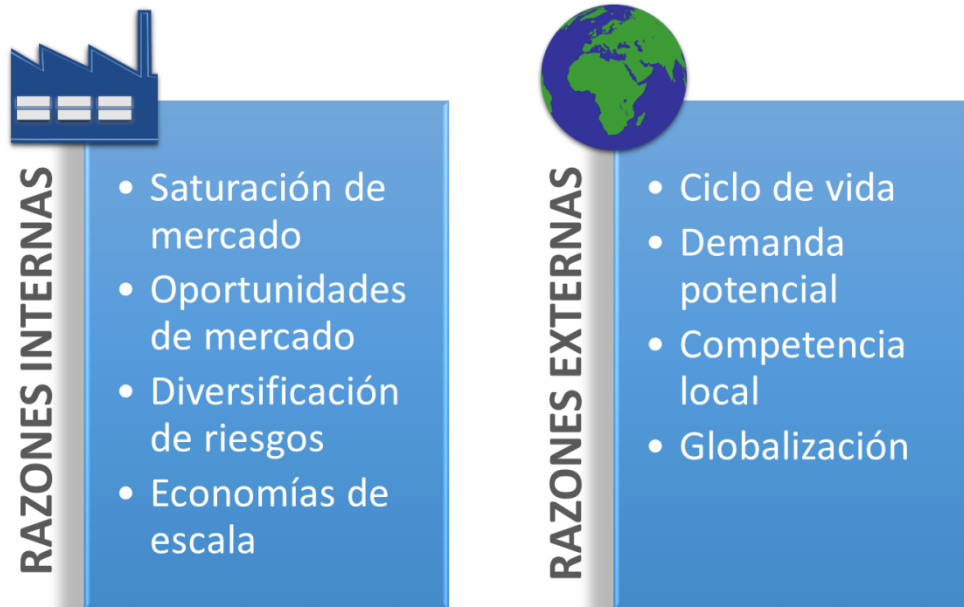 RAZONES INTERNAS
• Saturación de
mercado
• Oportunidades
de mercado
• Diversificación
de riesgos
• Economías de
escala
RAZONES EXTERNAS
• Ciclo de vida
• Demanda
potencial
• Competencia
local
• Globalización